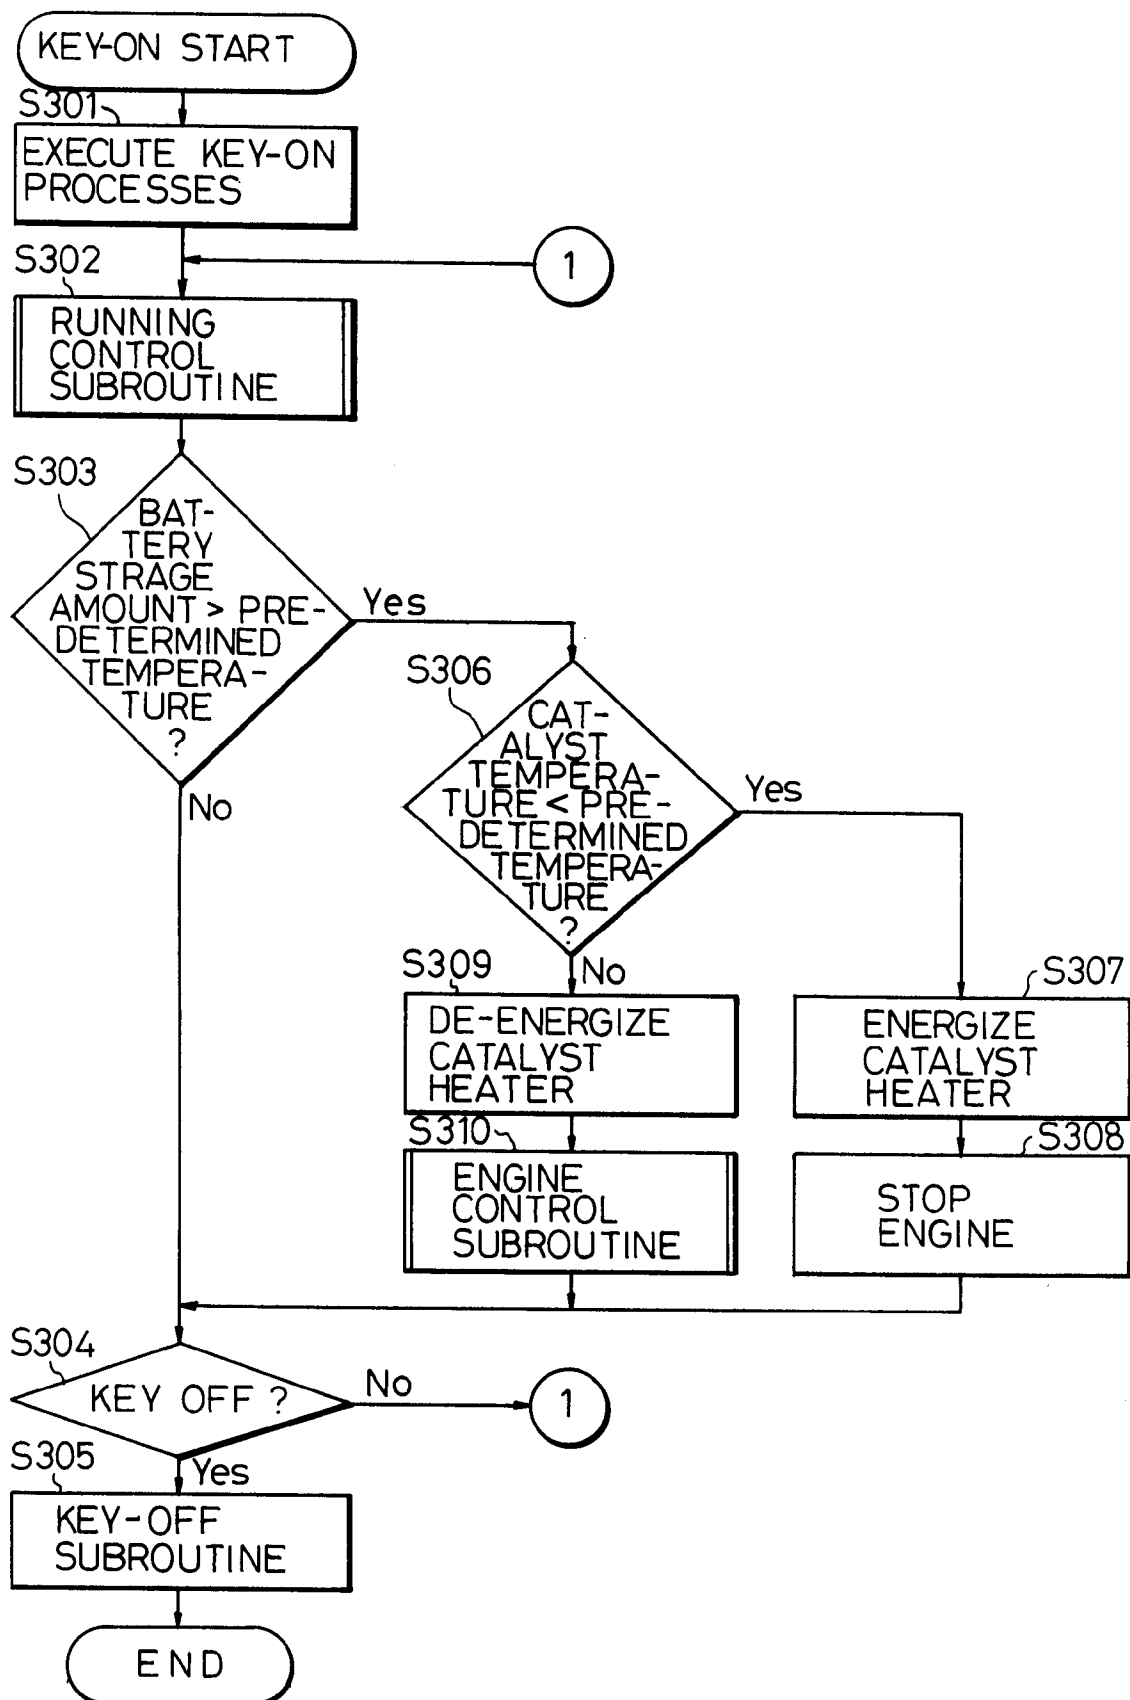 KEY-ON START
S301
EXECUTE KEY-ON
PROCESSES
1
S302
RUNNING
CONTROL
SUBROUTINE
S303
BAT-
TERY
STRAGE
AMOUNT > PRE-
DETERMINED
TEMPERA-
TURE
?
Yes
No
S306
CAT-
ALYST
TEMPERA-
TURE < PRE-
DETERMINED
TEMPERA-
TURE
?
Yes
No
S309
DE-ENERGIZE
CATALYST
HEATER
S307
ENERGIZE
CATALYST
HEATER
S310
ENGINE
CONTROL
SUBROUTINE
S308
STOP
ENGINE
S304
KEY OFF ?
No
1
Yes
S305
KEY-OFF
SUBROUTINE
END